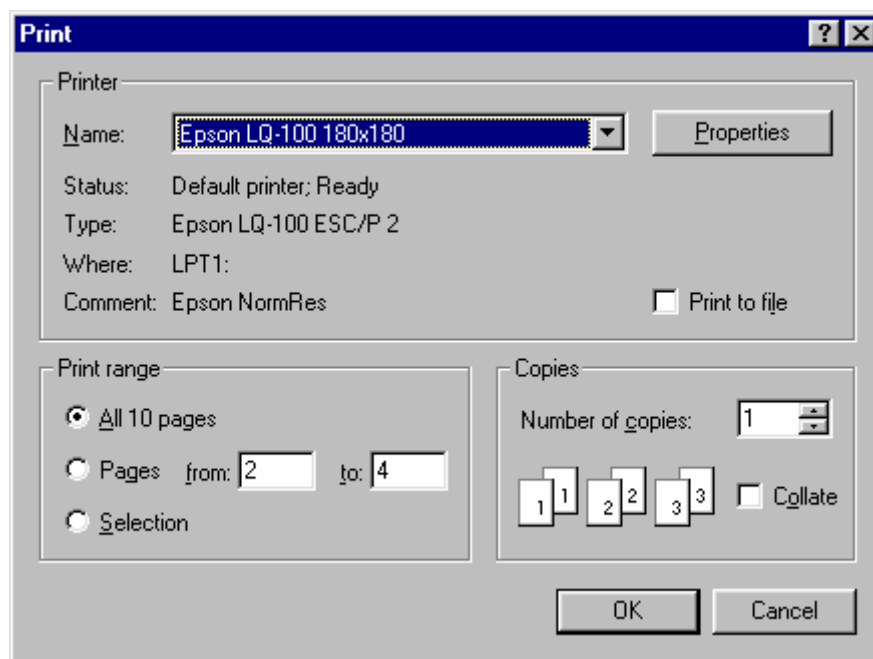 Print
Printer
Name: Epson LQ-100 180x180 Properties
Status: Default printer; Ready
Type: Epson LQ-100 ESC/P 2
Where: LPT1:
Comment: Epson NormRes Print to file
Print range
All 10 pages
Pages from: 2 to: 4
Selection
Copies
Number of copies: 1
1 1 2 2 3 3 Collate
OK Cancel